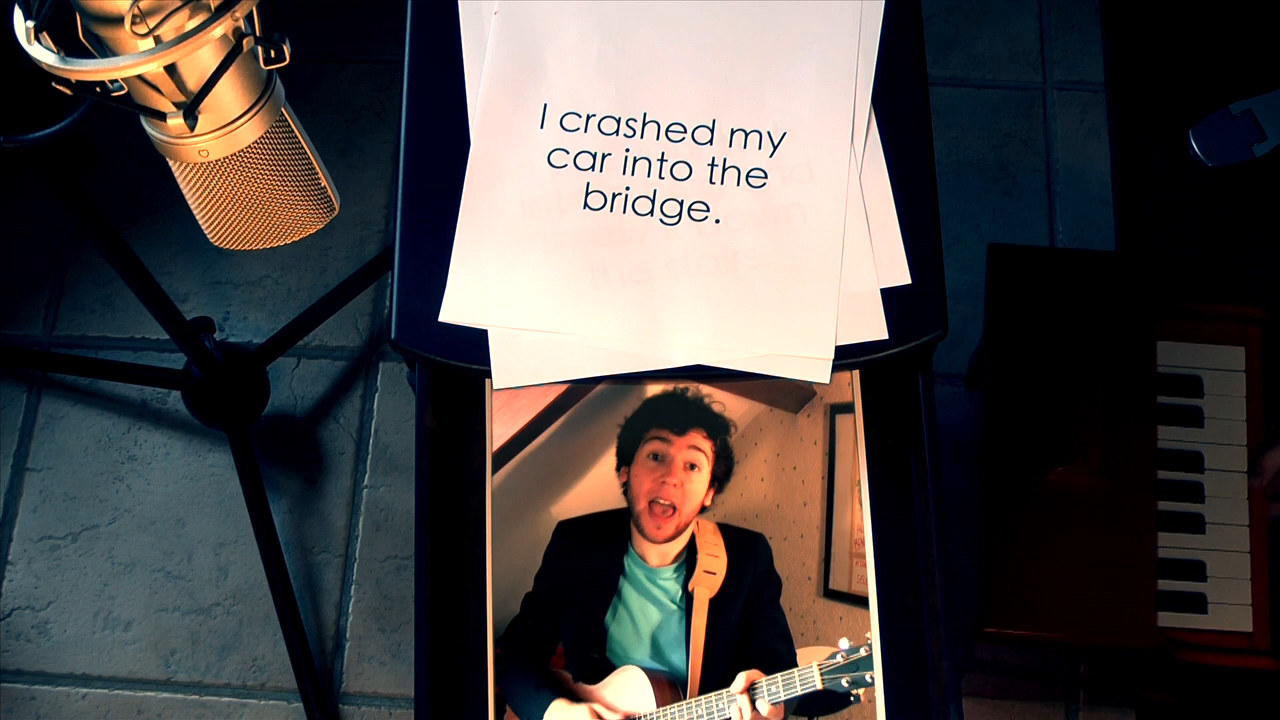 I crashed my
car into the
bridge.